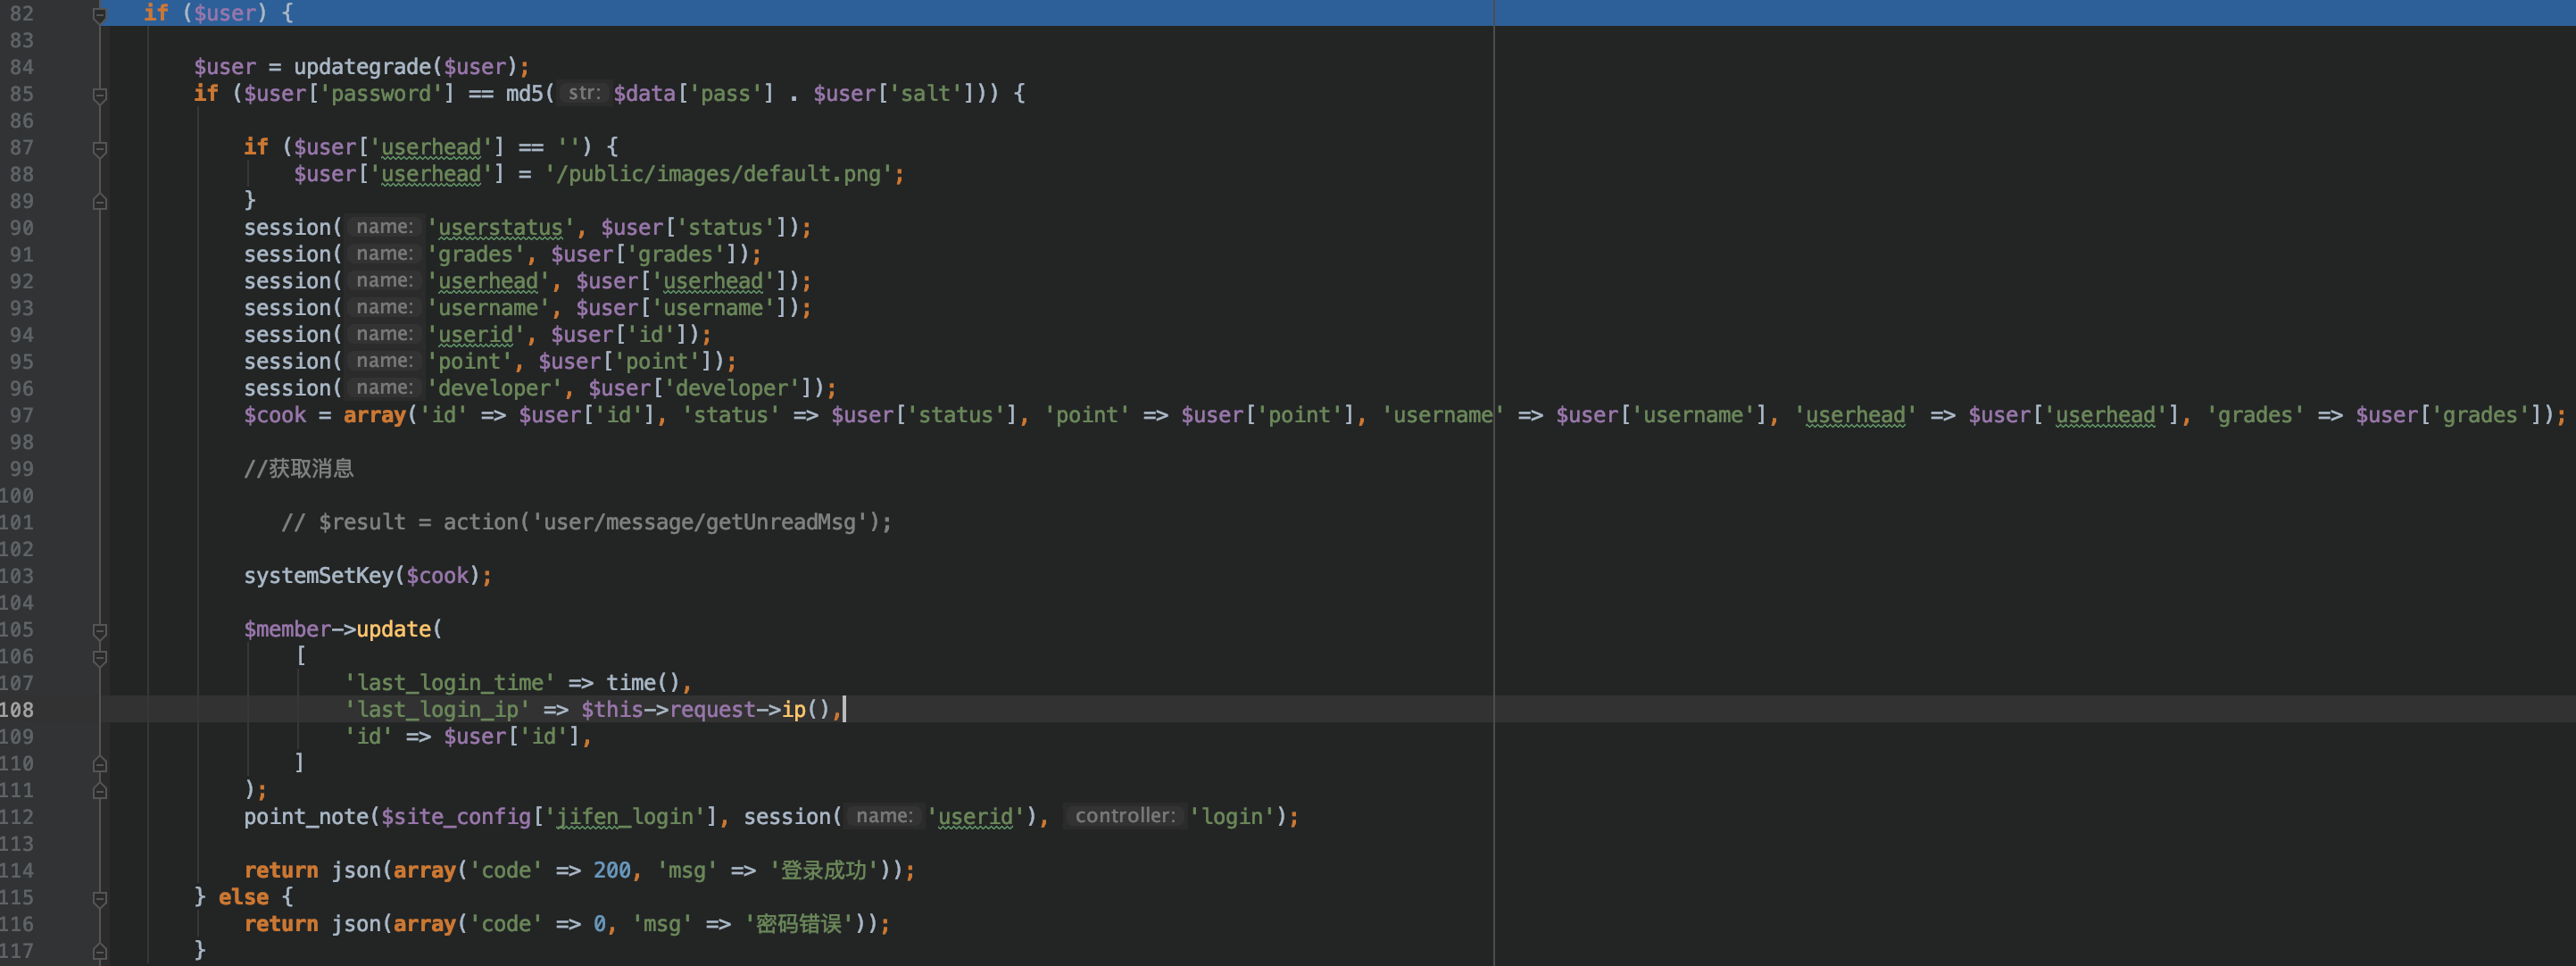 82 if ($user) {
83
84 $user = updategrade($user);
85 if ($user['password'] == md5( str: $data['pass'] . $user['salt'])) {
86
87 if ($user['userhead'] == '') {
88 $user['userhead'] = '/public/images/default.png';
89 }
90 session( name: 'userstatus', $user['status']);
91 session( name: 'grades', $user['grades']);
92 session( name: 'userhead', $user['userhead']);
93 session( name: 'username', $user['username']);
94 session( name: 'userid', $user['id']);
95 session( name: 'point', $user['point']);
96 session( name: 'developer', $user['developer']);
97 $cook = array('id' => $user['id'], 'status' => $user['status'], 'point' => $user['point'], 'username' => $user['username'], 'userhead' => $user['userhead'], 'grades' => $user['grades']);
98
99 //获取消息
100
101 // $result = action('user/message/getUnreadMsg');
102
103 systemSetKey($cook);
104
105 $member->update(
106 [
107 'last_login_time' => time(),
108 'last_login_ip' => $this->request->ip(),
109 'id' => $user['id'],
110 ]
111 );
112 point_note($site_config['jifen_login'], session( name: 'userid'), controller: 'login');
113
114 return json(array('code' => 200, 'msg' => '登录成功'));
115 } else {
116 return json(array('code' => 0, 'msg' => '密码错误'));
117 }